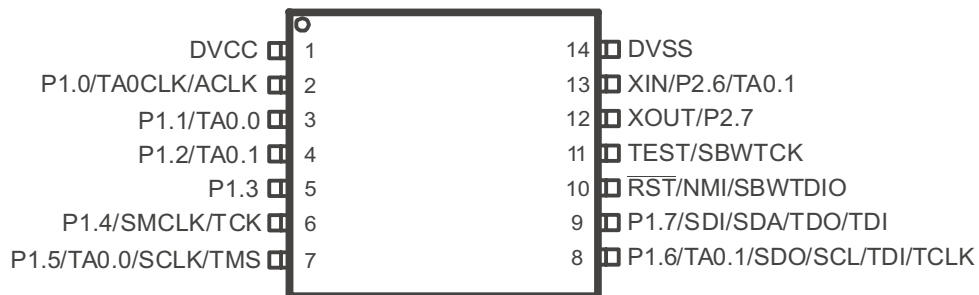 DVCC 1 14 DVSS
P1.0/TA0CLK/ACLK 2 13 XIN/P2.6/TA0.1
P1.1/TA0.0 3 12 XOUT/P2.7
P1.2/TA0.1 4 11 TEST/SBWTCK
P1.3 5 10 R̅S̅T̅/NMI/SBWTDIO
P1.4/SMCLK/TCK 6 9 P1.7/SDI/SDA/TDO/TDI
P1.5/TA0.0/SCLK/TMS 7 8 P1.6/TA0.1/SDO/SCL/TDI/TCLK